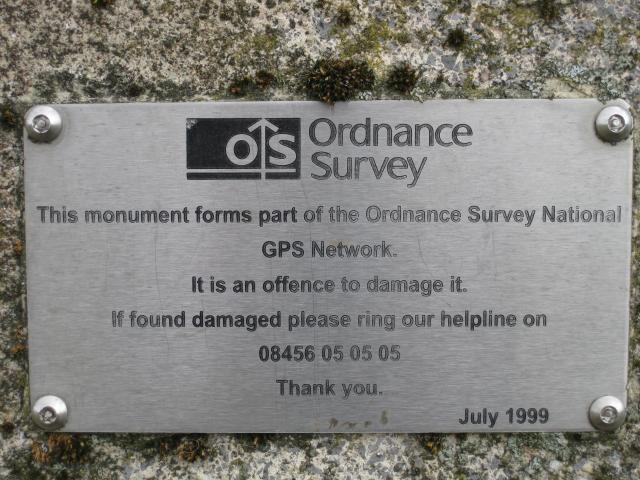 OS Ordnance
Survey
This monument forms part of the Ordnance Survey National
GPS Network.
It is an offence to damage it.
If found damaged please ring our helpline on
08456 05 05 05
Thank you.
July 1999